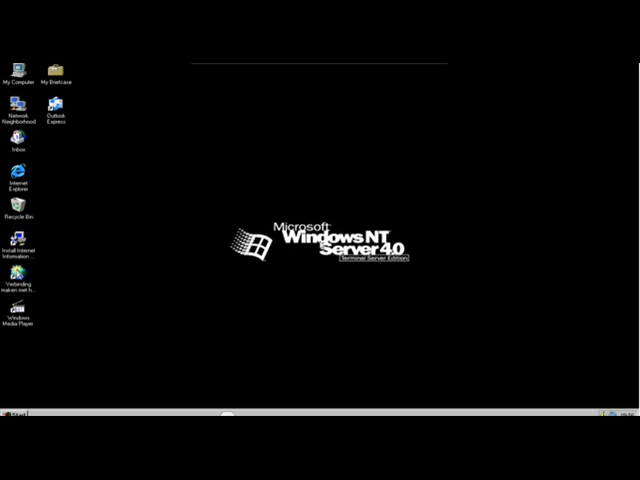 My Computer
My Briefcase
Network
Neighborhood
Outlook
Express
Inbox
Internet
Explorer
Recycle Bin
Install Internet
Information ...
Verbinding
maken met h...
Windows
Media Player
Microsoft
Windows NT
Server 4.0
Terminal Server Edition
Start